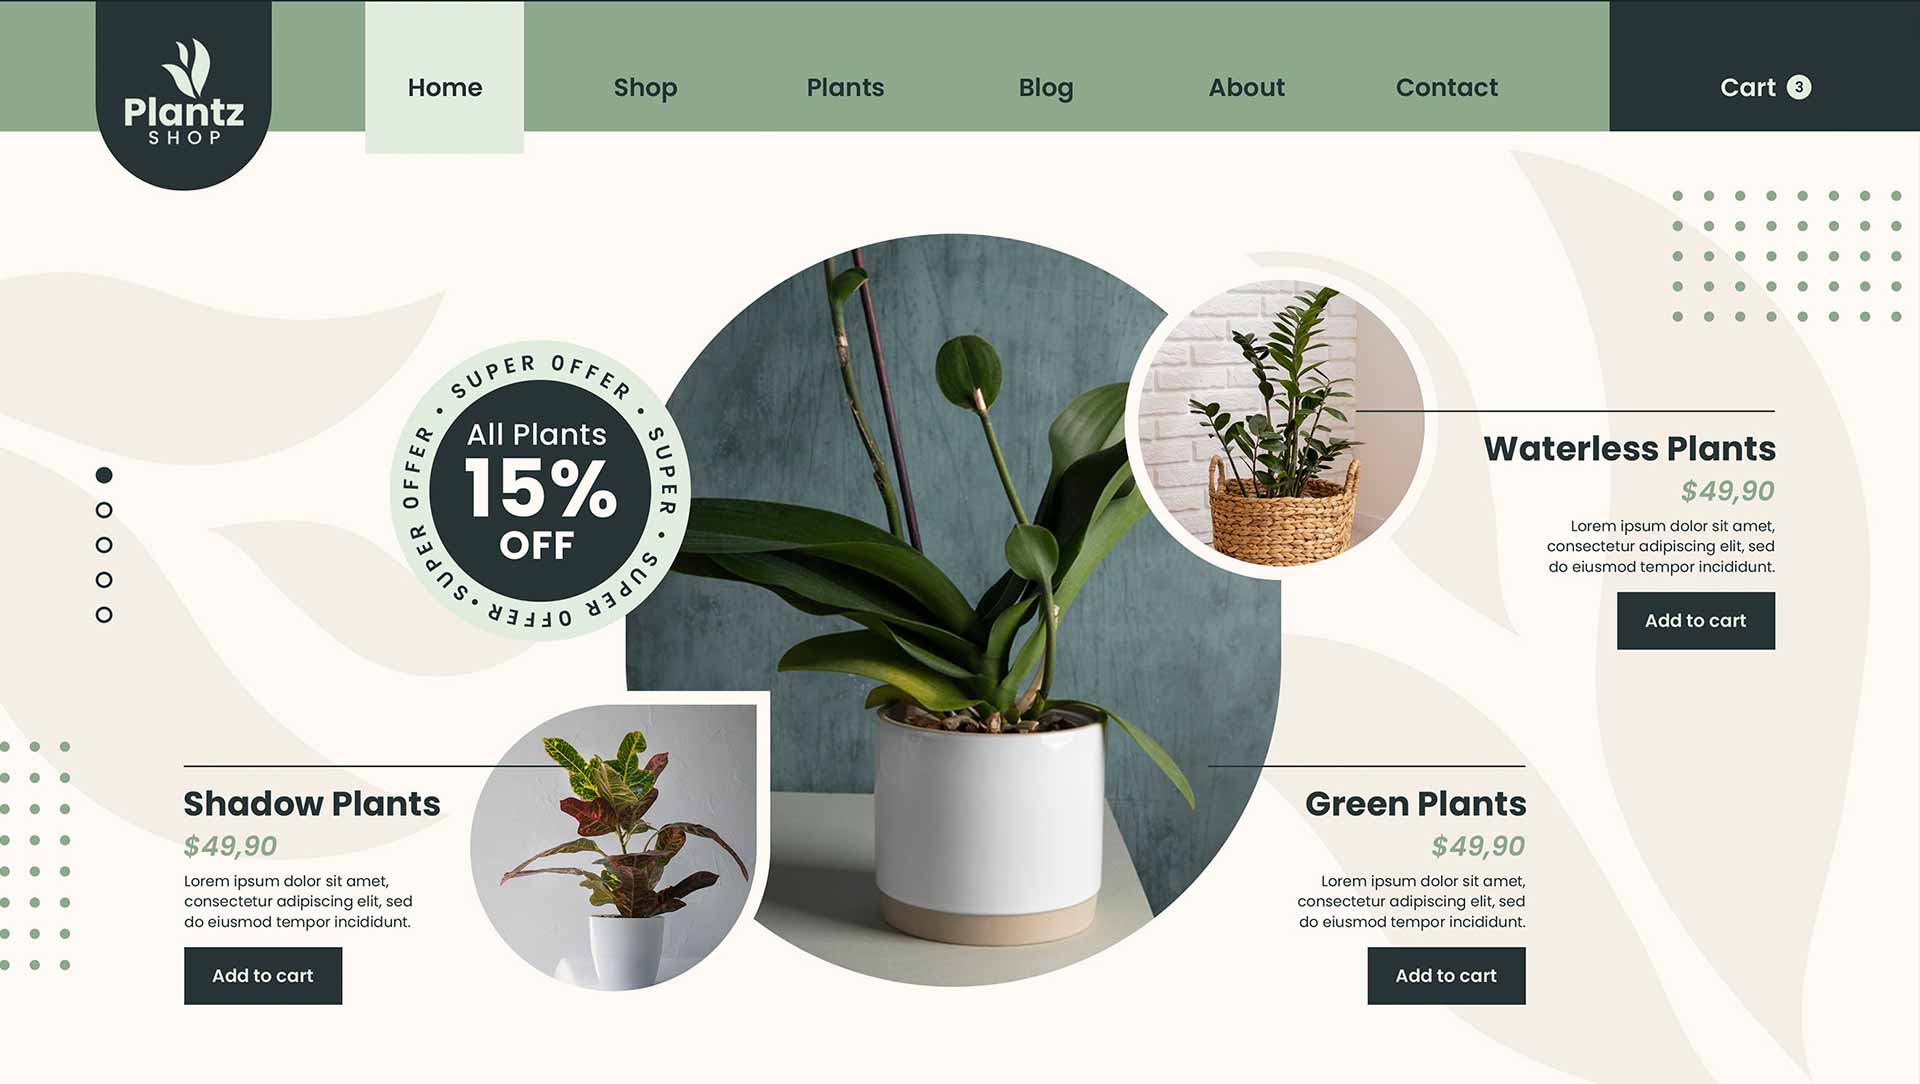 Plantz
SHOP
Home
Shop
Plants
Blog
About
Contact
Cart 3
SUPER OFFER • SUPER OFFER • SUPER OFFER • SUPER OFFER •
All Plants
15%
OFF
Waterless Plants
$49,90
Lorem ipsum dolor sit amet,
consectetur adipiscing elit, sed
do eiusmod tempor incididunt.
Add to cart
Shadow Plants
$49,90
Lorem ipsum dolor sit amet,
consectetur adipiscing elit, sed
do eiusmod tempor incididunt.
Add to cart
Green Plants
$49,90
Lorem ipsum dolor sit amet,
consectetur adipiscing elit, sed
do eiusmod tempor incididunt.
Add to cart